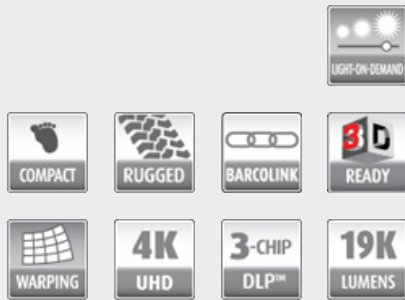 LIGHT-ON-DEMAND
COMPACT
RUGGED
BARCOLINK
3D
READY
WARPING
4K
UHD
3-CHIP
DLP™
19K
LUMENS